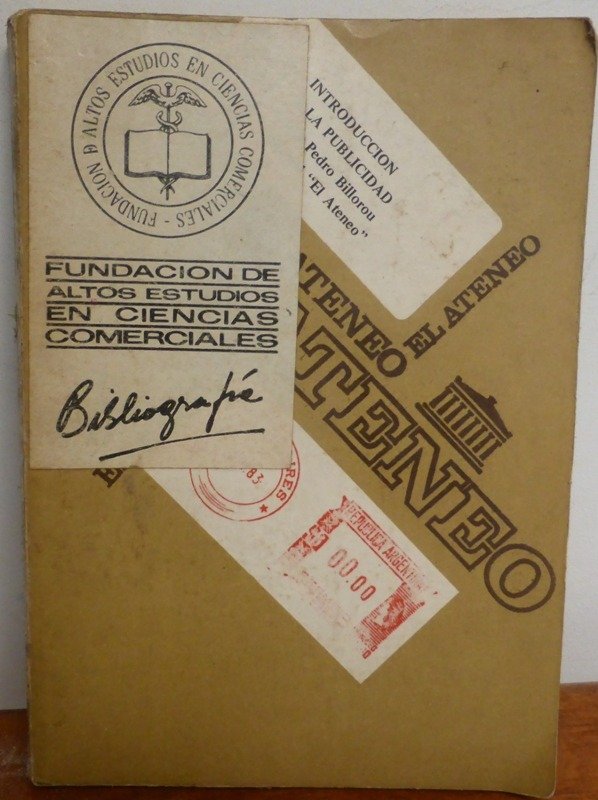 FUNDACION Ð ALTOS ESTUDIOS EN CIENCIAS COMERCIALES -
FUNDACION DE
ALTOS ESTUDIOS
EN CIENCIAS
COMERCIALES
Bibliografía
INTRODUCCION
LA PUBLICIDAD
Pedro Billorou
"El Ateneo"
ATENEO EL ATENEO
ATENEO
83
RES
REPUBLICA ARGENTINA
00.00